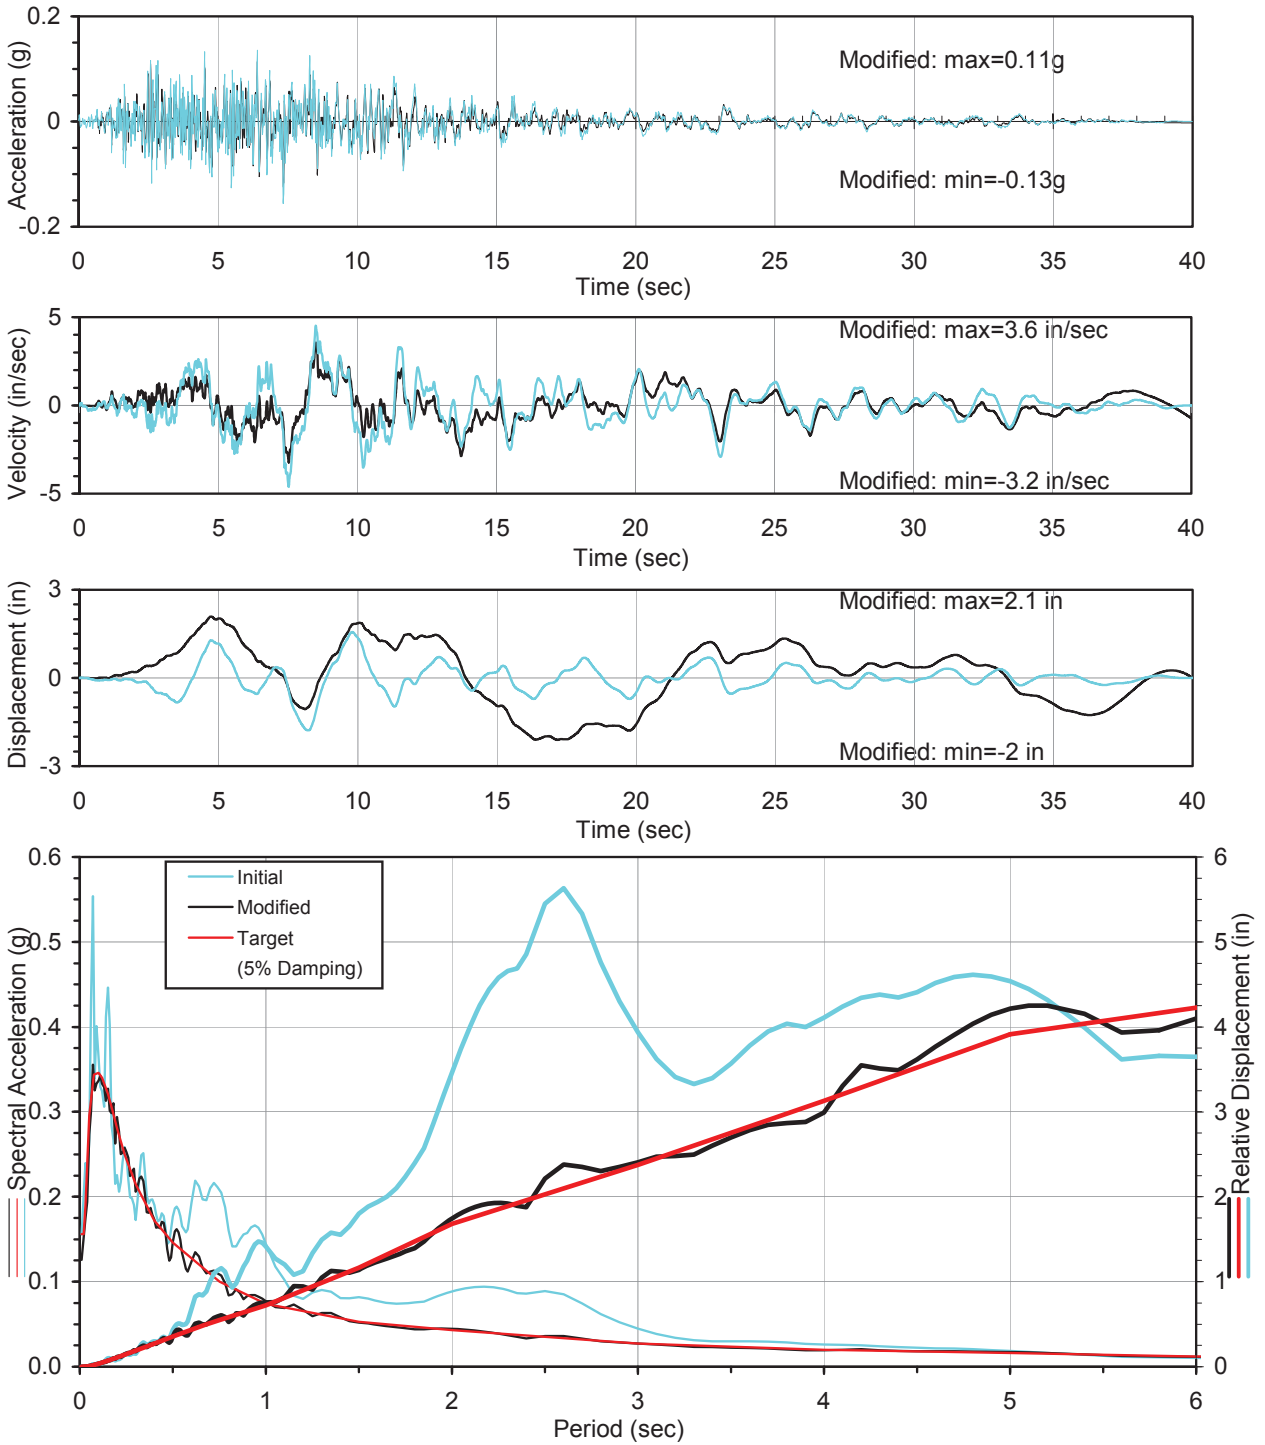 Acceleration (g)
0.2
0
-0.2
Modified: max=0.11g
Modified: min=-0.13g
0 5 10 15 20 25 30 35 40
Time (sec)
Velocity (in/sec)
5
0
-5
Modified: max=3.6 in/sec
Modified: min=-3.2 in/sec
0 5 10 15 20 25 30 35 40
Time (sec)
Displacement (in)
3
0
-3
Modified: max=2.1 in
Modified: min=-2 in
0 5 10 15 20 25 30 35 40
Time (sec)
Spectral Acceleration (g)
0.6
0.5
0.4
0.3
0.2
0.1
0.0
Initial
Modified
Target
(5% Damping)
6
5
4
3
2
1
0
Relative Displacement (in)
0 1 2 3 4 5 6
Period (sec)